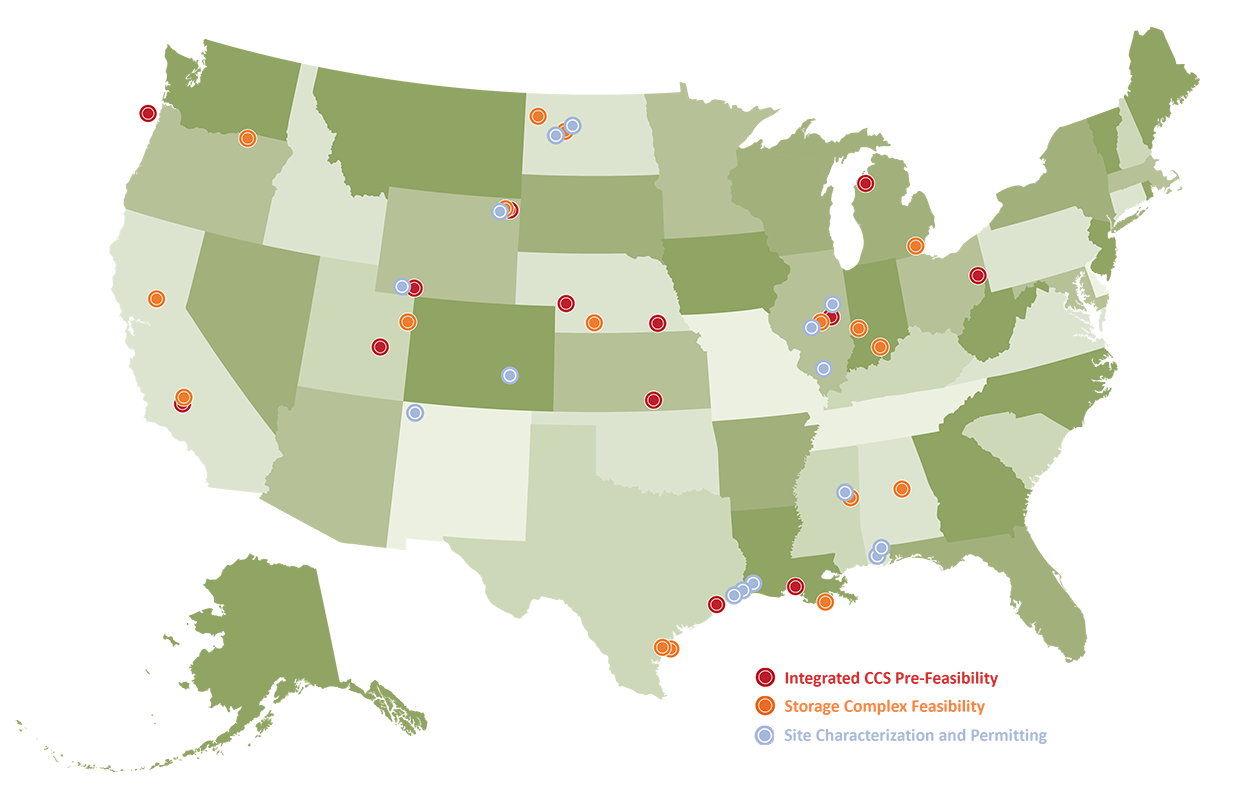 Integrated CCS Pre-Feasibility
Storage Complex Feasibility
Site Characterization and Permitting